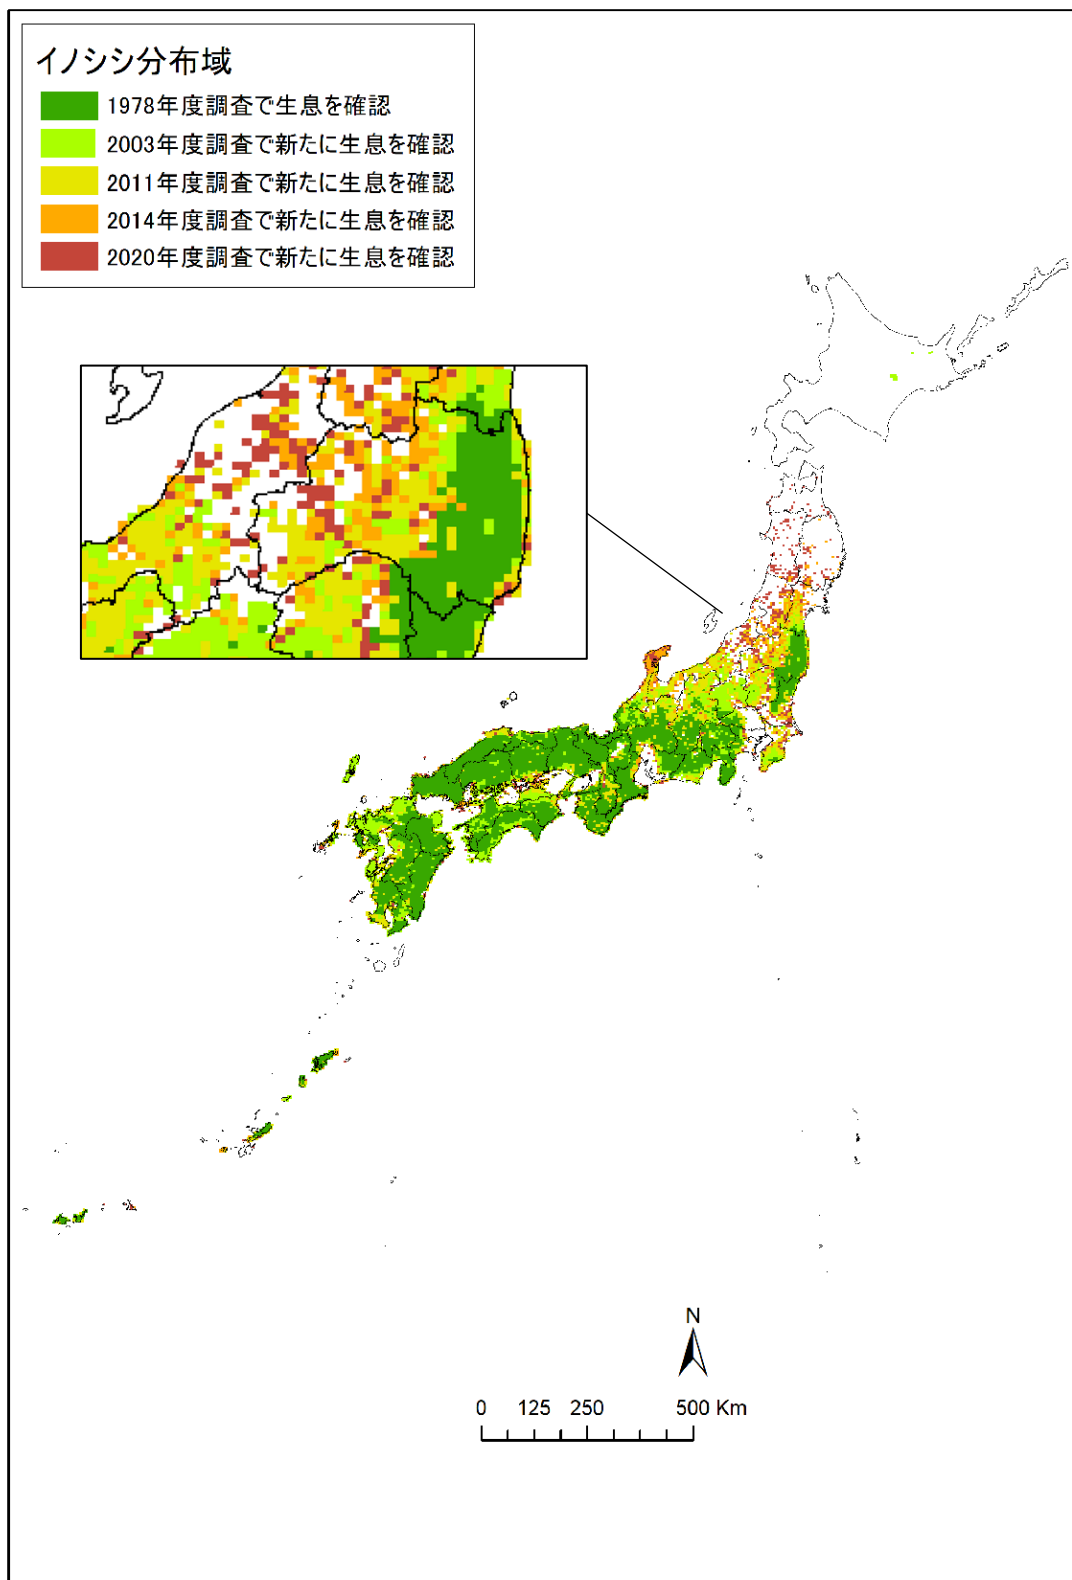 イノシシ分布域
1978年度調査で生息を確認
2003年度調査で新たに生息を確認
2011年度調査で新たに生息を確認
2014年度調査で新たに生息を確認
2020年度調査で新たに生息を確認
N
0 125 250 500 Km